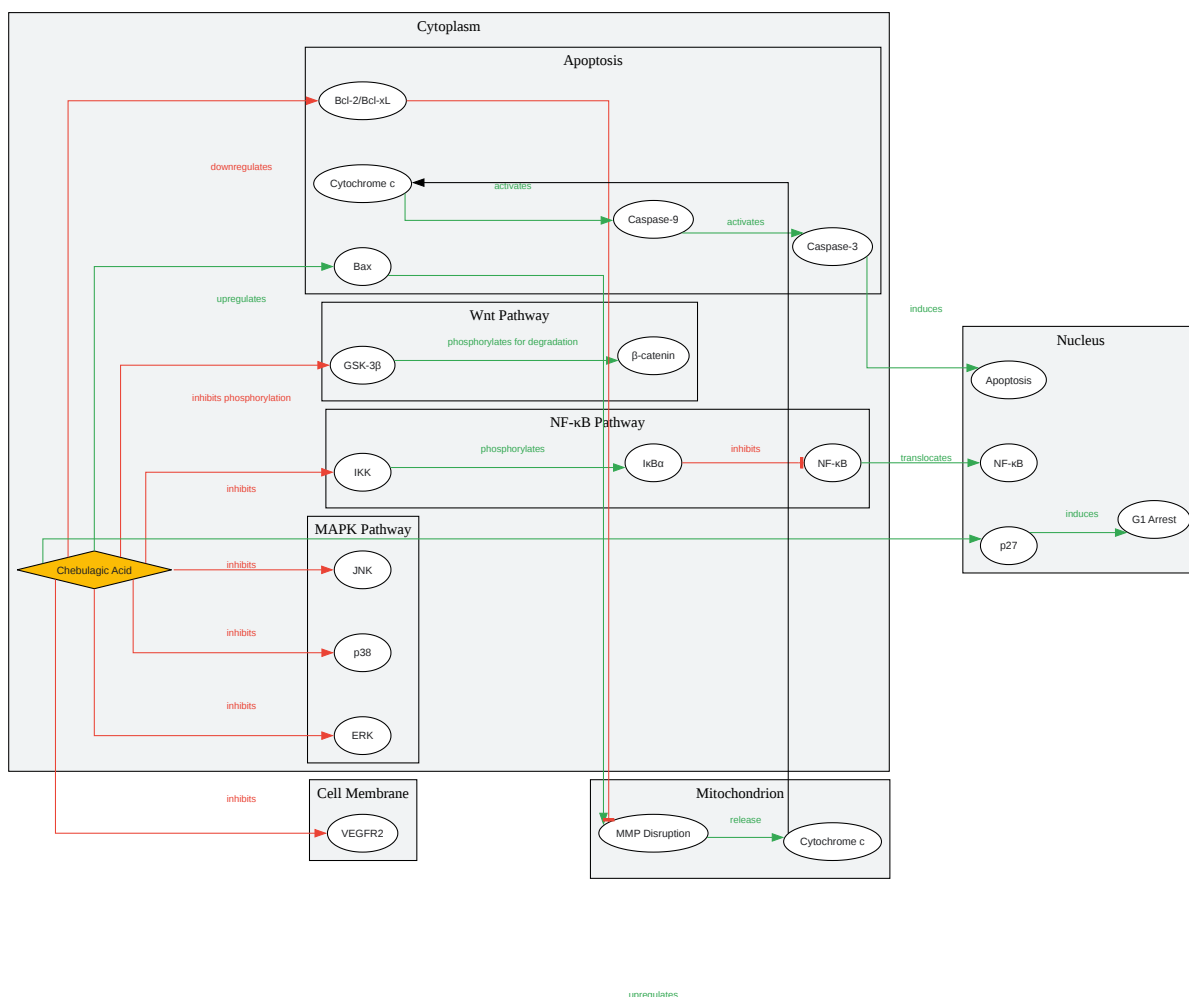 Cytoplasm
Apoptosis
Bcl-2/Bcl-xL
downregulates
Cytochrome c
activates
Caspase-9
activates
Caspase-3
Bax
upregulates
induces
Wnt Pathway
phosphorylates for degradation
GSK-3β
β-catenin
inhibits phosphorylation
Nucleus
Apoptosis
NF-κB Pathway
phosphorylates
inhibits
IKK
IκBα
NF-κB
translocates
NF-κB
inhibits
induces
G1 Arrest
p27
MAPK Pathway
Chebulagic Acid
inhibits
JNK
inhibits
p38
inhibits
ERK
Cell Membrane
inhibits
VEGFR2
Mitochondrion
MMP Disruption
release
Cytochrome c
upregulates